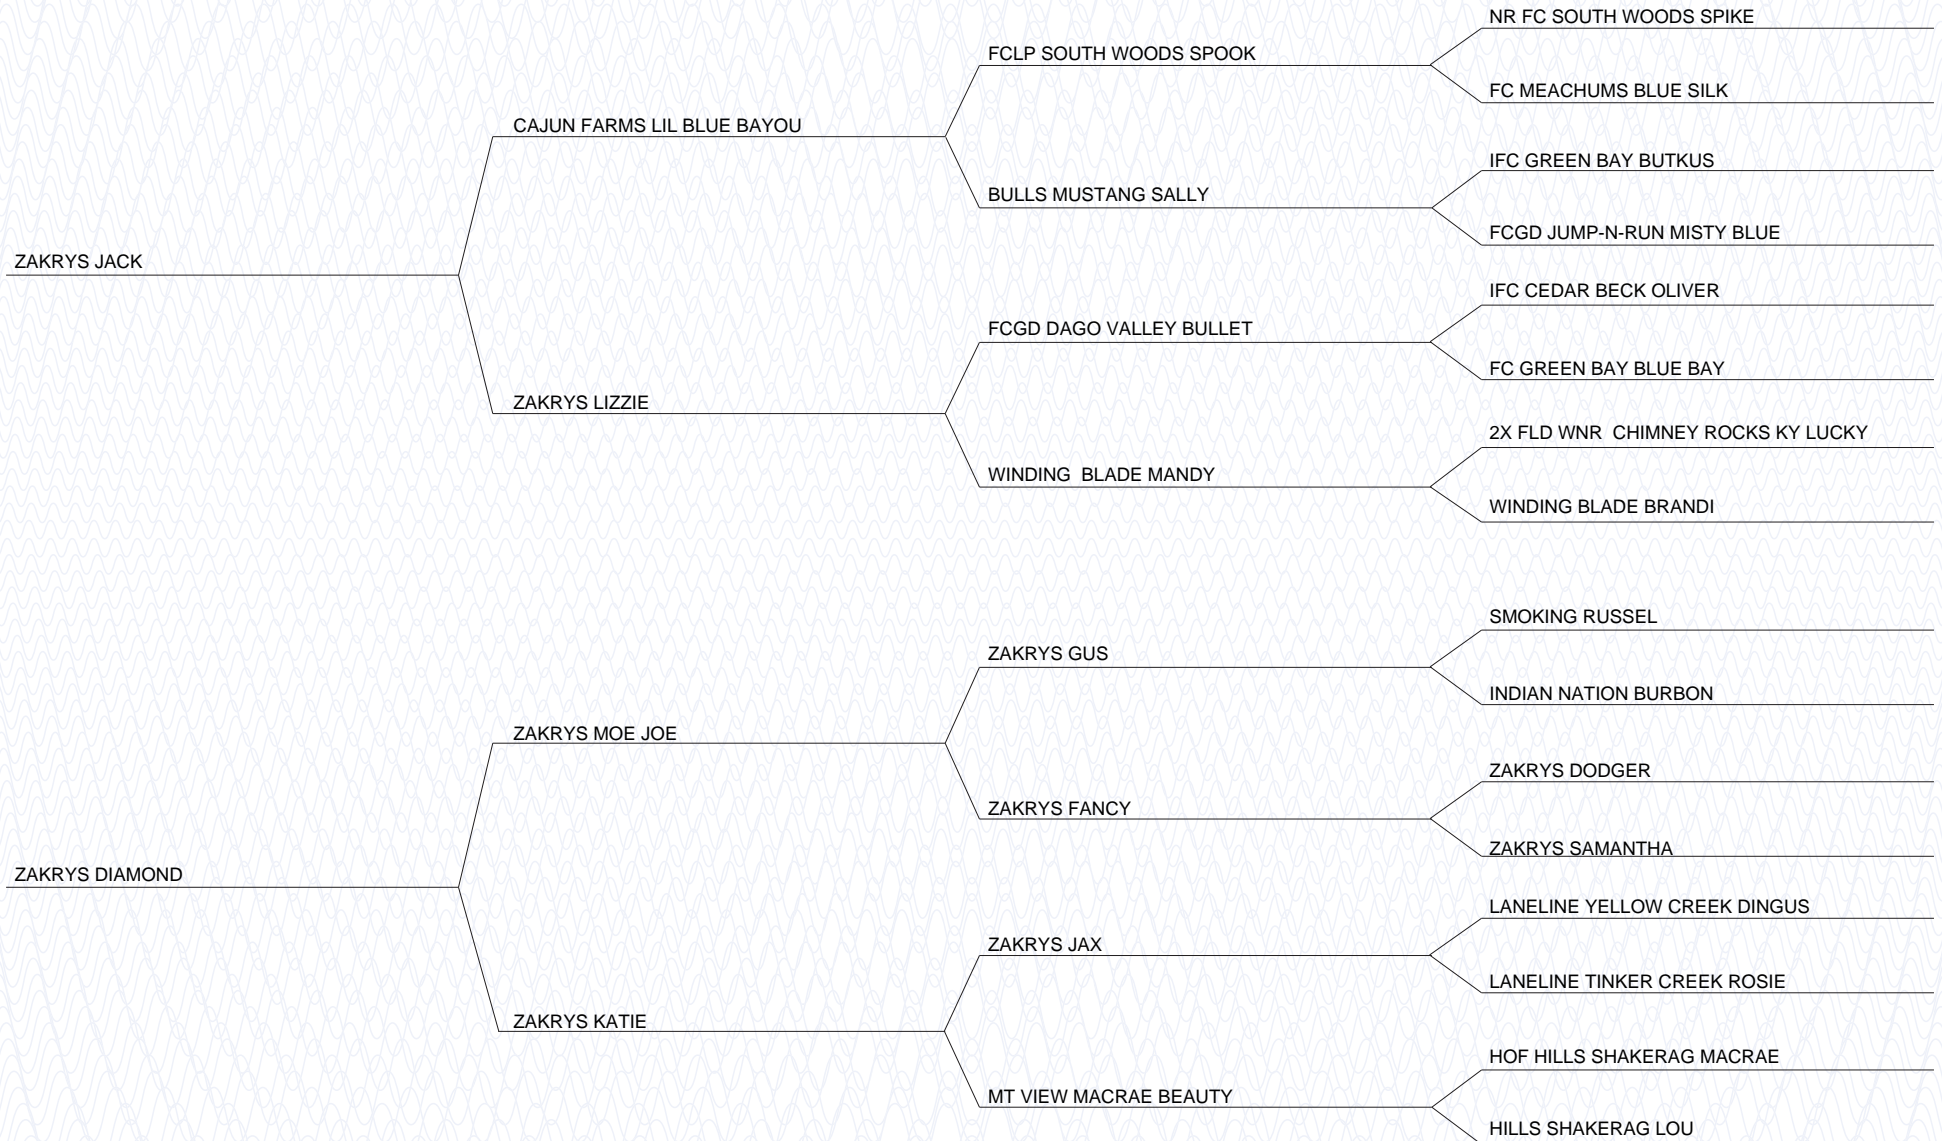 NR FC SOUTH WOODS SPIKE
FCLP SOUTH WOODS SPOOK
FC MEACHUMS BLUE SILK
CAJUN FARMS LIL BLUE BAYOU
IFC GREEN BAY BUTKUS
BULLS MUSTANG SALLY
FCGD JUMP-N-RUN MISTY BLUE
ZAKRYS JACK
IFC CEDAR BECK OLIVER
FCGD DAGO VALLEY BULLET
FC GREEN BAY BLUE BAY
ZAKRYS LIZZIE
2X FLD WNR  CHIMNEY ROCKS KY LUCKY
WINDING  BLADE MANDY
WINDING BLADE BRANDI
SMOKING RUSSEL
ZAKRYS GUS
INDIAN NATION BURBON
ZAKRYS MOE JOE
ZAKRYS DODGER
ZAKRYS FANCY
ZAKRYS SAMANTHA
ZAKRYS DIAMOND
LANELINE YELLOW CREEK DINGUS
ZAKRYS JAX
LANELINE TINKER CREEK ROSIE
ZAKRYS KATIE
HOF HILLS SHAKERAG MACRAE
MT VIEW MACRAE BEAUTY
HILLS SHAKERAG LOU